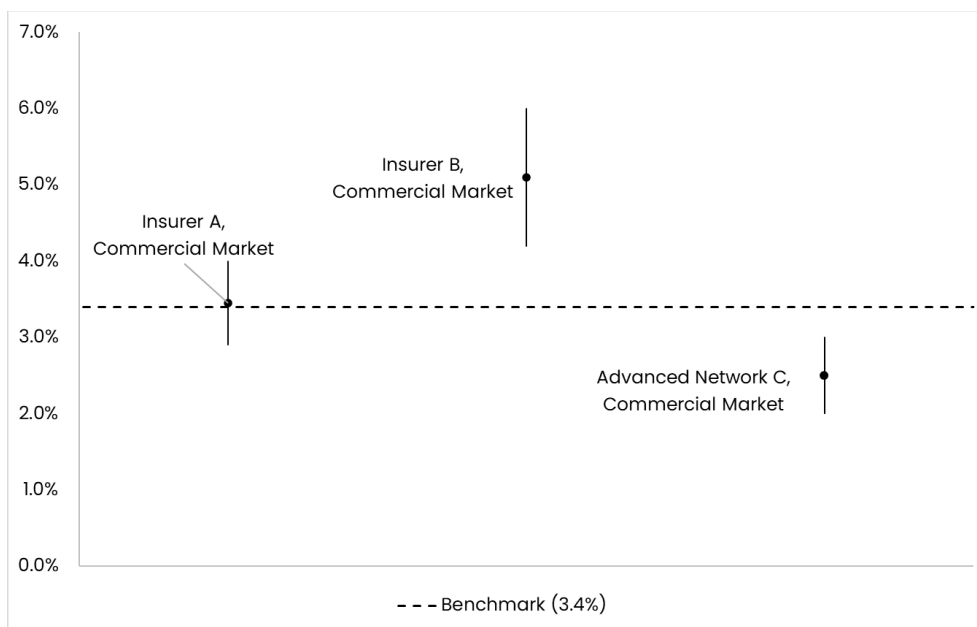 7.0%
6.0%
5.0%
4.0%
3.0%
2.0%
1.0%
0.0%
Insurer A,
Commercial Market
Insurer B,
Commercial Market
Advanced Network C,
Commercial Market
Benchmark (3.4%)